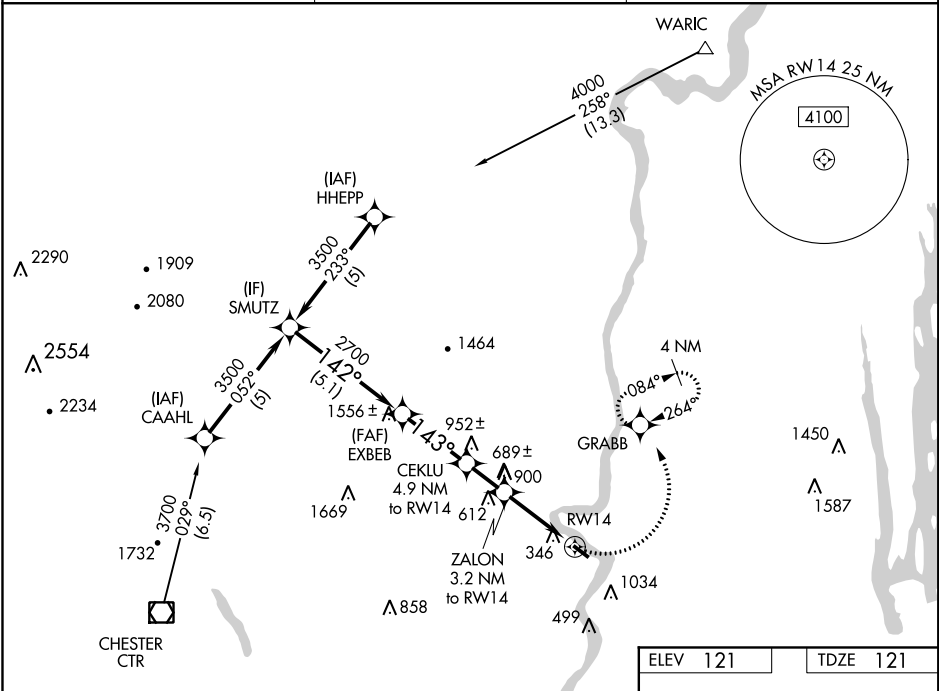 WARIC
4000
258°
(13.3)
MSA RW14 25 NM
4100
(IAF)
HHEPP
3500
233°
(5)
2290
1909
2080
(IF)
SMUTZ
2554
2234
3500
052°
(5)
(IAF)
CAAHL
2700
142°
(5.1)
1464
4 NM
084°
264°
GRABB
1556 ±
(FAF)
EXBEB
143°
952 ±
CEKLU
4.9 NM
to RW14
689 ±
900
612
1669
1450
1587
3700
029°
(6.5)
1732
RW14
346
ZALON
3.2 NM
to RW14
1034
858
499
CHESTER
CTR
ELEV 121
TDZE 121